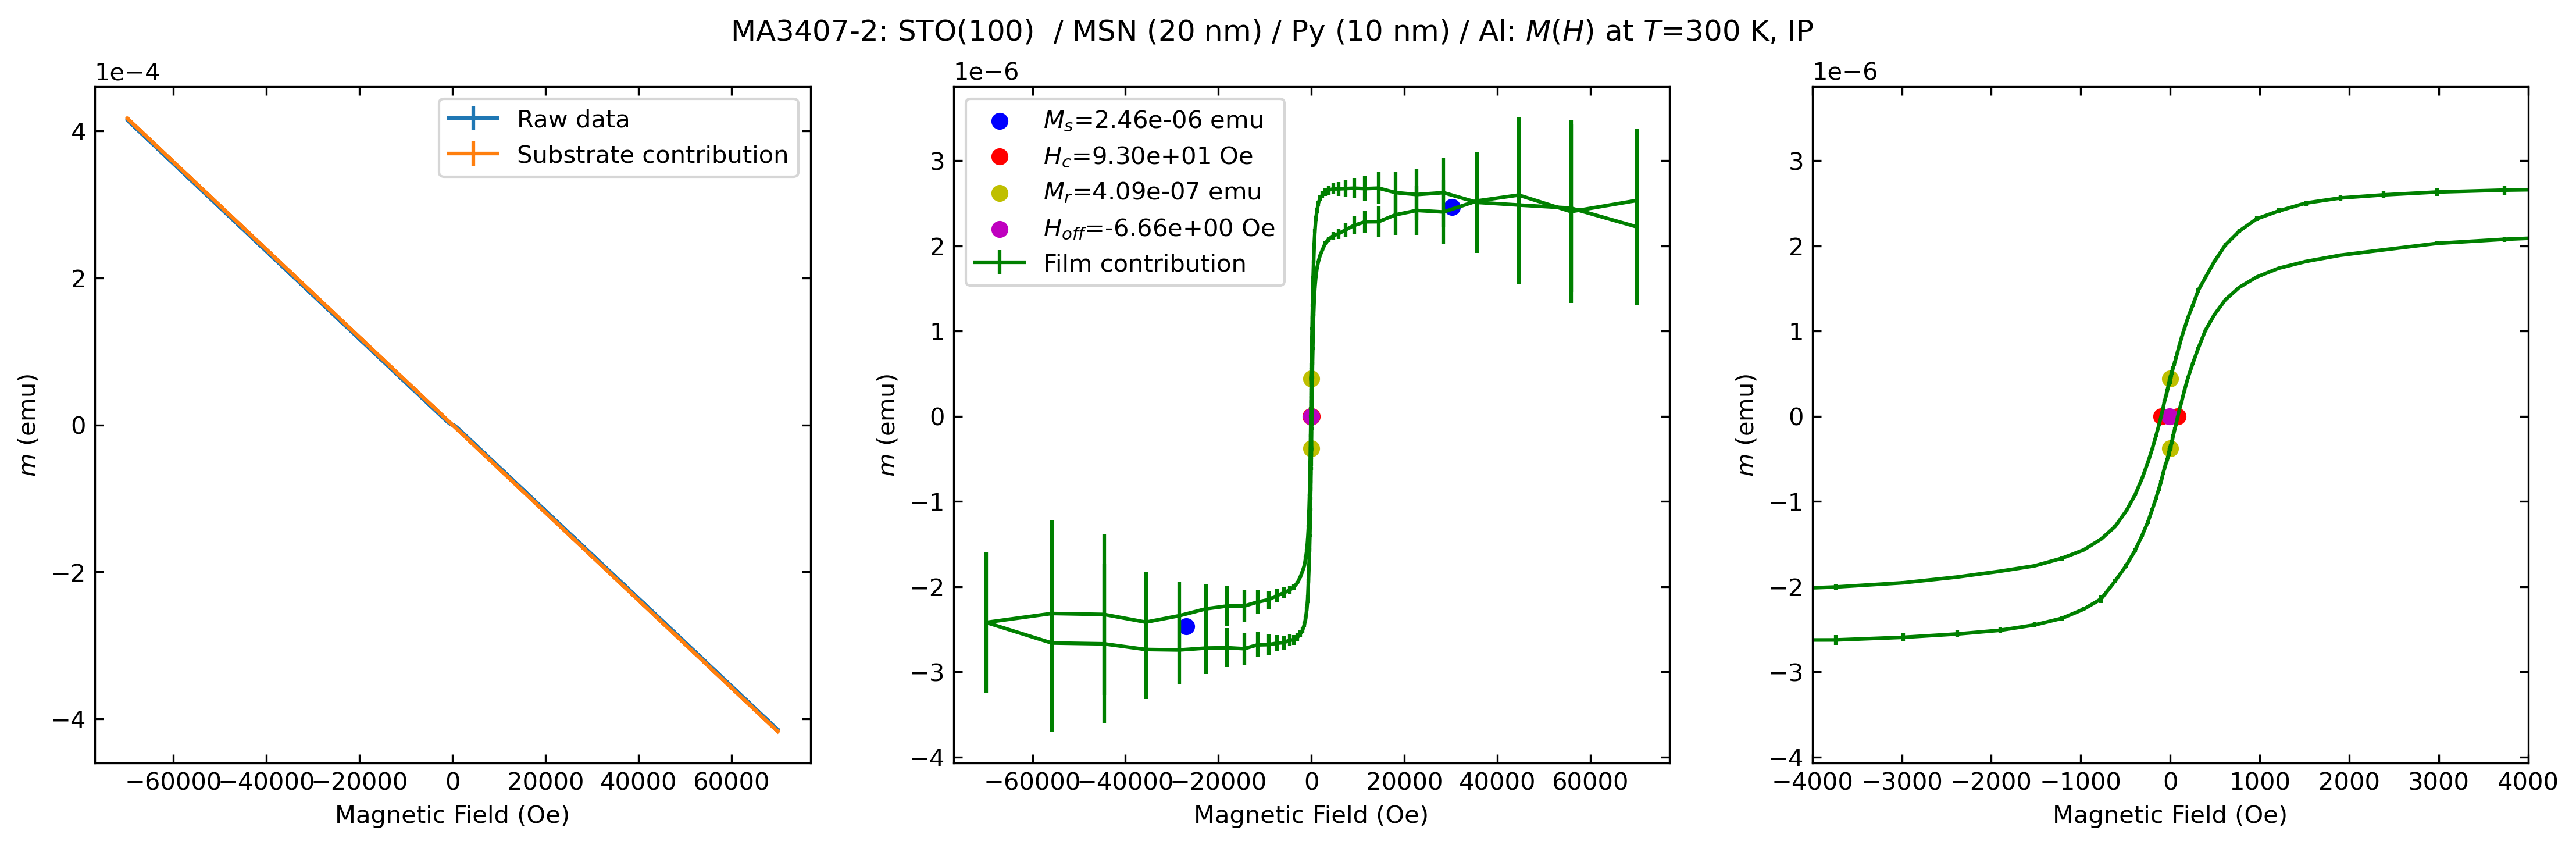 MA3407-2: STO(100)  / MSN (20 nm) / Py (10 nm) / Al: M(H) at T=300 K, IP
1e−4
Raw data
Substrate contribution
4
2
0
−2
−4
m (emu)
−60000 −40000 −20000 0 20000 40000 60000
Magnetic Field (Oe)
1e−6
Mₛ=2.46e-06 emu
H_c=9.30e+01 Oe
Mᵣ=4.09e-07 emu
H_off=-6.66e+00 Oe
Film contribution
3
2
1
0
−1
−2
−3
−4
m (emu)
−60000 −40000 −20000 0 20000 40000 60000
Magnetic Field (Oe)
1e−6
3
2
1
0
−1
−2
−3
−4
m (emu)
−4000 −3000 −2000 −1000 0 1000 2000 3000 4000
Magnetic Field (Oe)